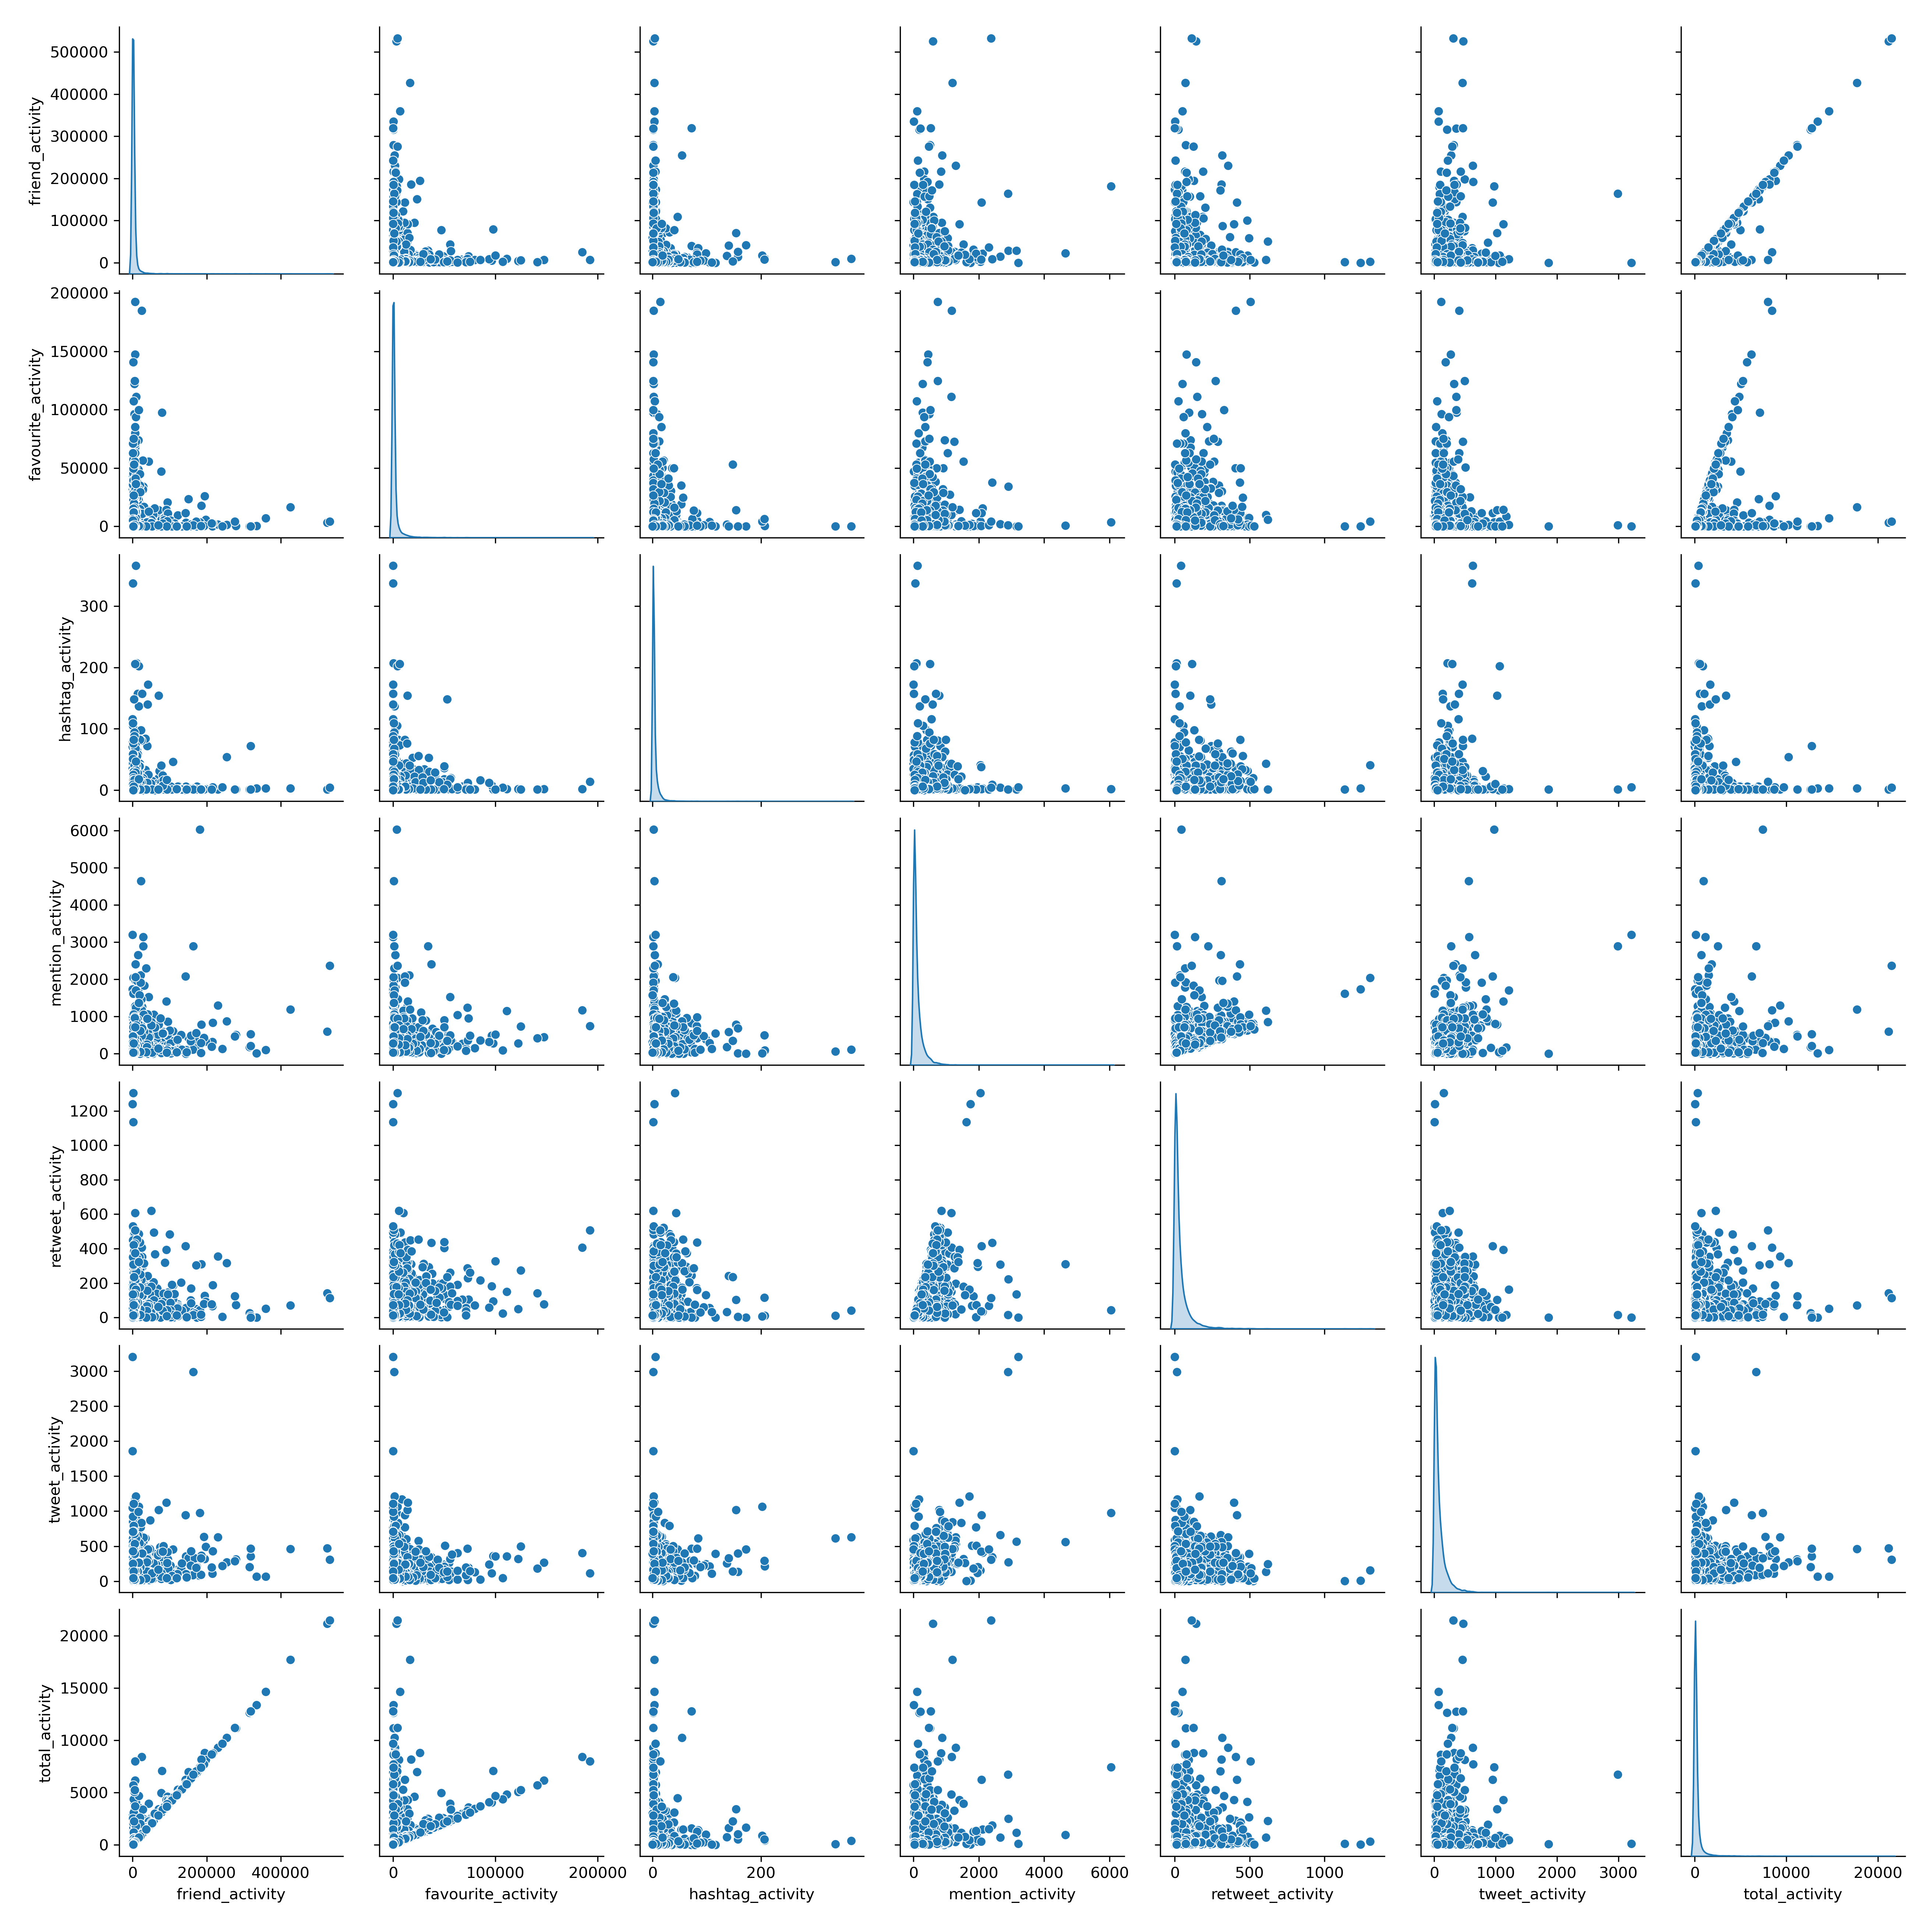 500000
400000
300000
200000
100000
0
friend_activity
200000
150000
100000
50000
0
favourite_activity
300
200
100
0
hashtag_activity
6000
5000
4000
3000
2000
1000
0
mention_activity
1200
1000
800
600
400
200
0
retweet_activity
3000
2500
2000
1500
1000
500
0
tweet_activity
20000
15000
10000
5000
0
total_activity
0 200000 400000
friend_activity
0 100000 200000
favourite_activity
0 200
hashtag_activity
0 2000 4000 6000
mention_activity
0 500 1000
retweet_activity
0 1000 2000 3000
tweet_activity
0 10000 20000
total_activity